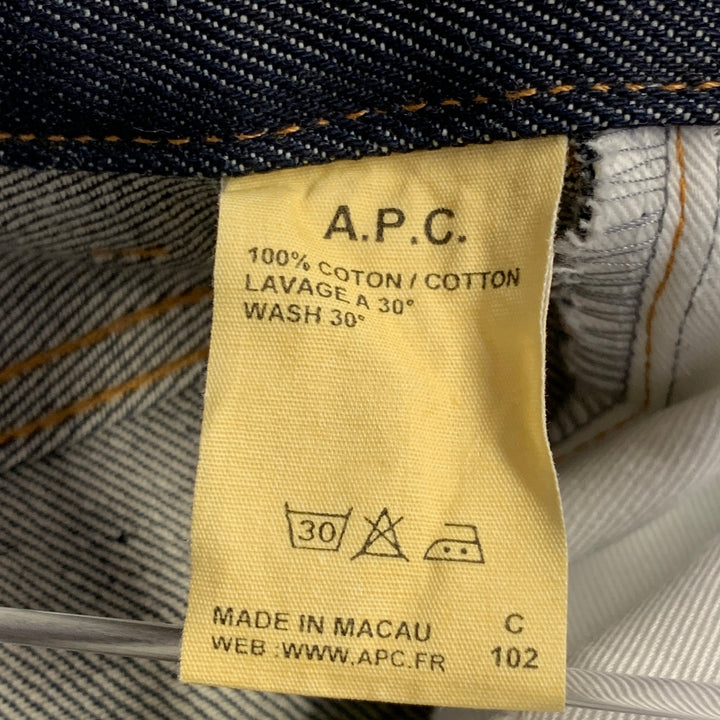 A.P.C.
100% COTON / COTTON
LAVAGE A 30°
WASH 30°
30
MADE IN MACAU C
WEB :WWW.APC.FR 102